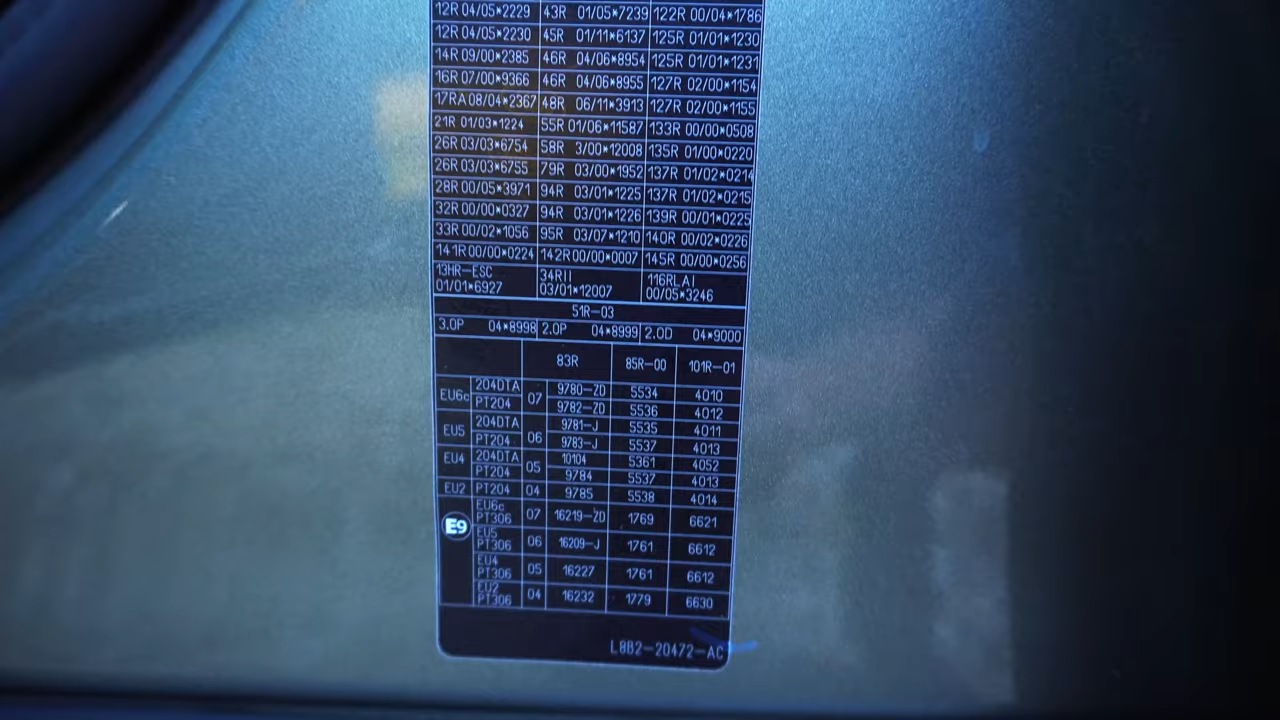 12R 04/05*2229 43R 01/05*7239 122R 00/04*1786
12R 04/05*2230 45R 01/11*6137 125R 01/01*1230
14R 09/00*2385 46R 04/06*8954 125R 01/01*1231
16R 07/00*9366 46R 04/06*8955 127R 02/00*1154
17RA 08/04*2367 48R 06/11*3913 127R 02/00*1155
21R 01/03*1224 55R 01/06*11587 133R 00/00*0508
26R 03/03*6754 58R 3/00*12008 135R 01/00*0220
26R 03/03*6755 79R 03/00*1952 137R 01/02*0214
28R 00/05*3971 94R 03/01*1225 137R 01/02*0215
32R 00/00*0327 94R 03/01*1226 139R 00/01*0225
33R 00/02*1056 95R 03/07*1210 140R 00/02*0226
141R 00/00*0224 142R 00/00*0007 145R 00/00*0256
13HR-ESC 34RII 116RLAI
01/01*6927 03/01*12007 00/05*3246
51R-03
3.0P 04*8998 2.0P 04*8999 2.0D 04*9000
83R 85R-00 101R-01
EU6c 204DTA 07 9780-ZD 5534 4010
PT204 9782-ZD 5536 4012
EU5 204DTA 06 9781-J 5535 4011
PT204 9783-J 5537 4013
EU4 204DTA 05 10104 5361 4052
PT204 9784 5537 4013
EU2 PT204 04 9785 5538 4014
E9
EU6c
PT306 07 16219-ZD 1769 6621
EU5
PT306 06 16209-J 1761 6612
EU4
PT306 05 16227 1761 6612
EU2
PT306 04 16232 1779 6630
L8B2-20472-AC